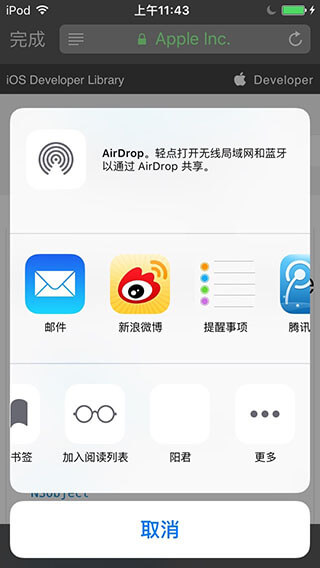 iPod 上午11:43
完成 Apple Inc.
iOS Developer Library Developer
AirDrop。轻点打开无线局域网和蓝牙
以通过 AirDrop 共享。
邮件 新浪微博 提醒事项 腾讯
书签 加入阅读列表 阳君 更多
NSObject
取消